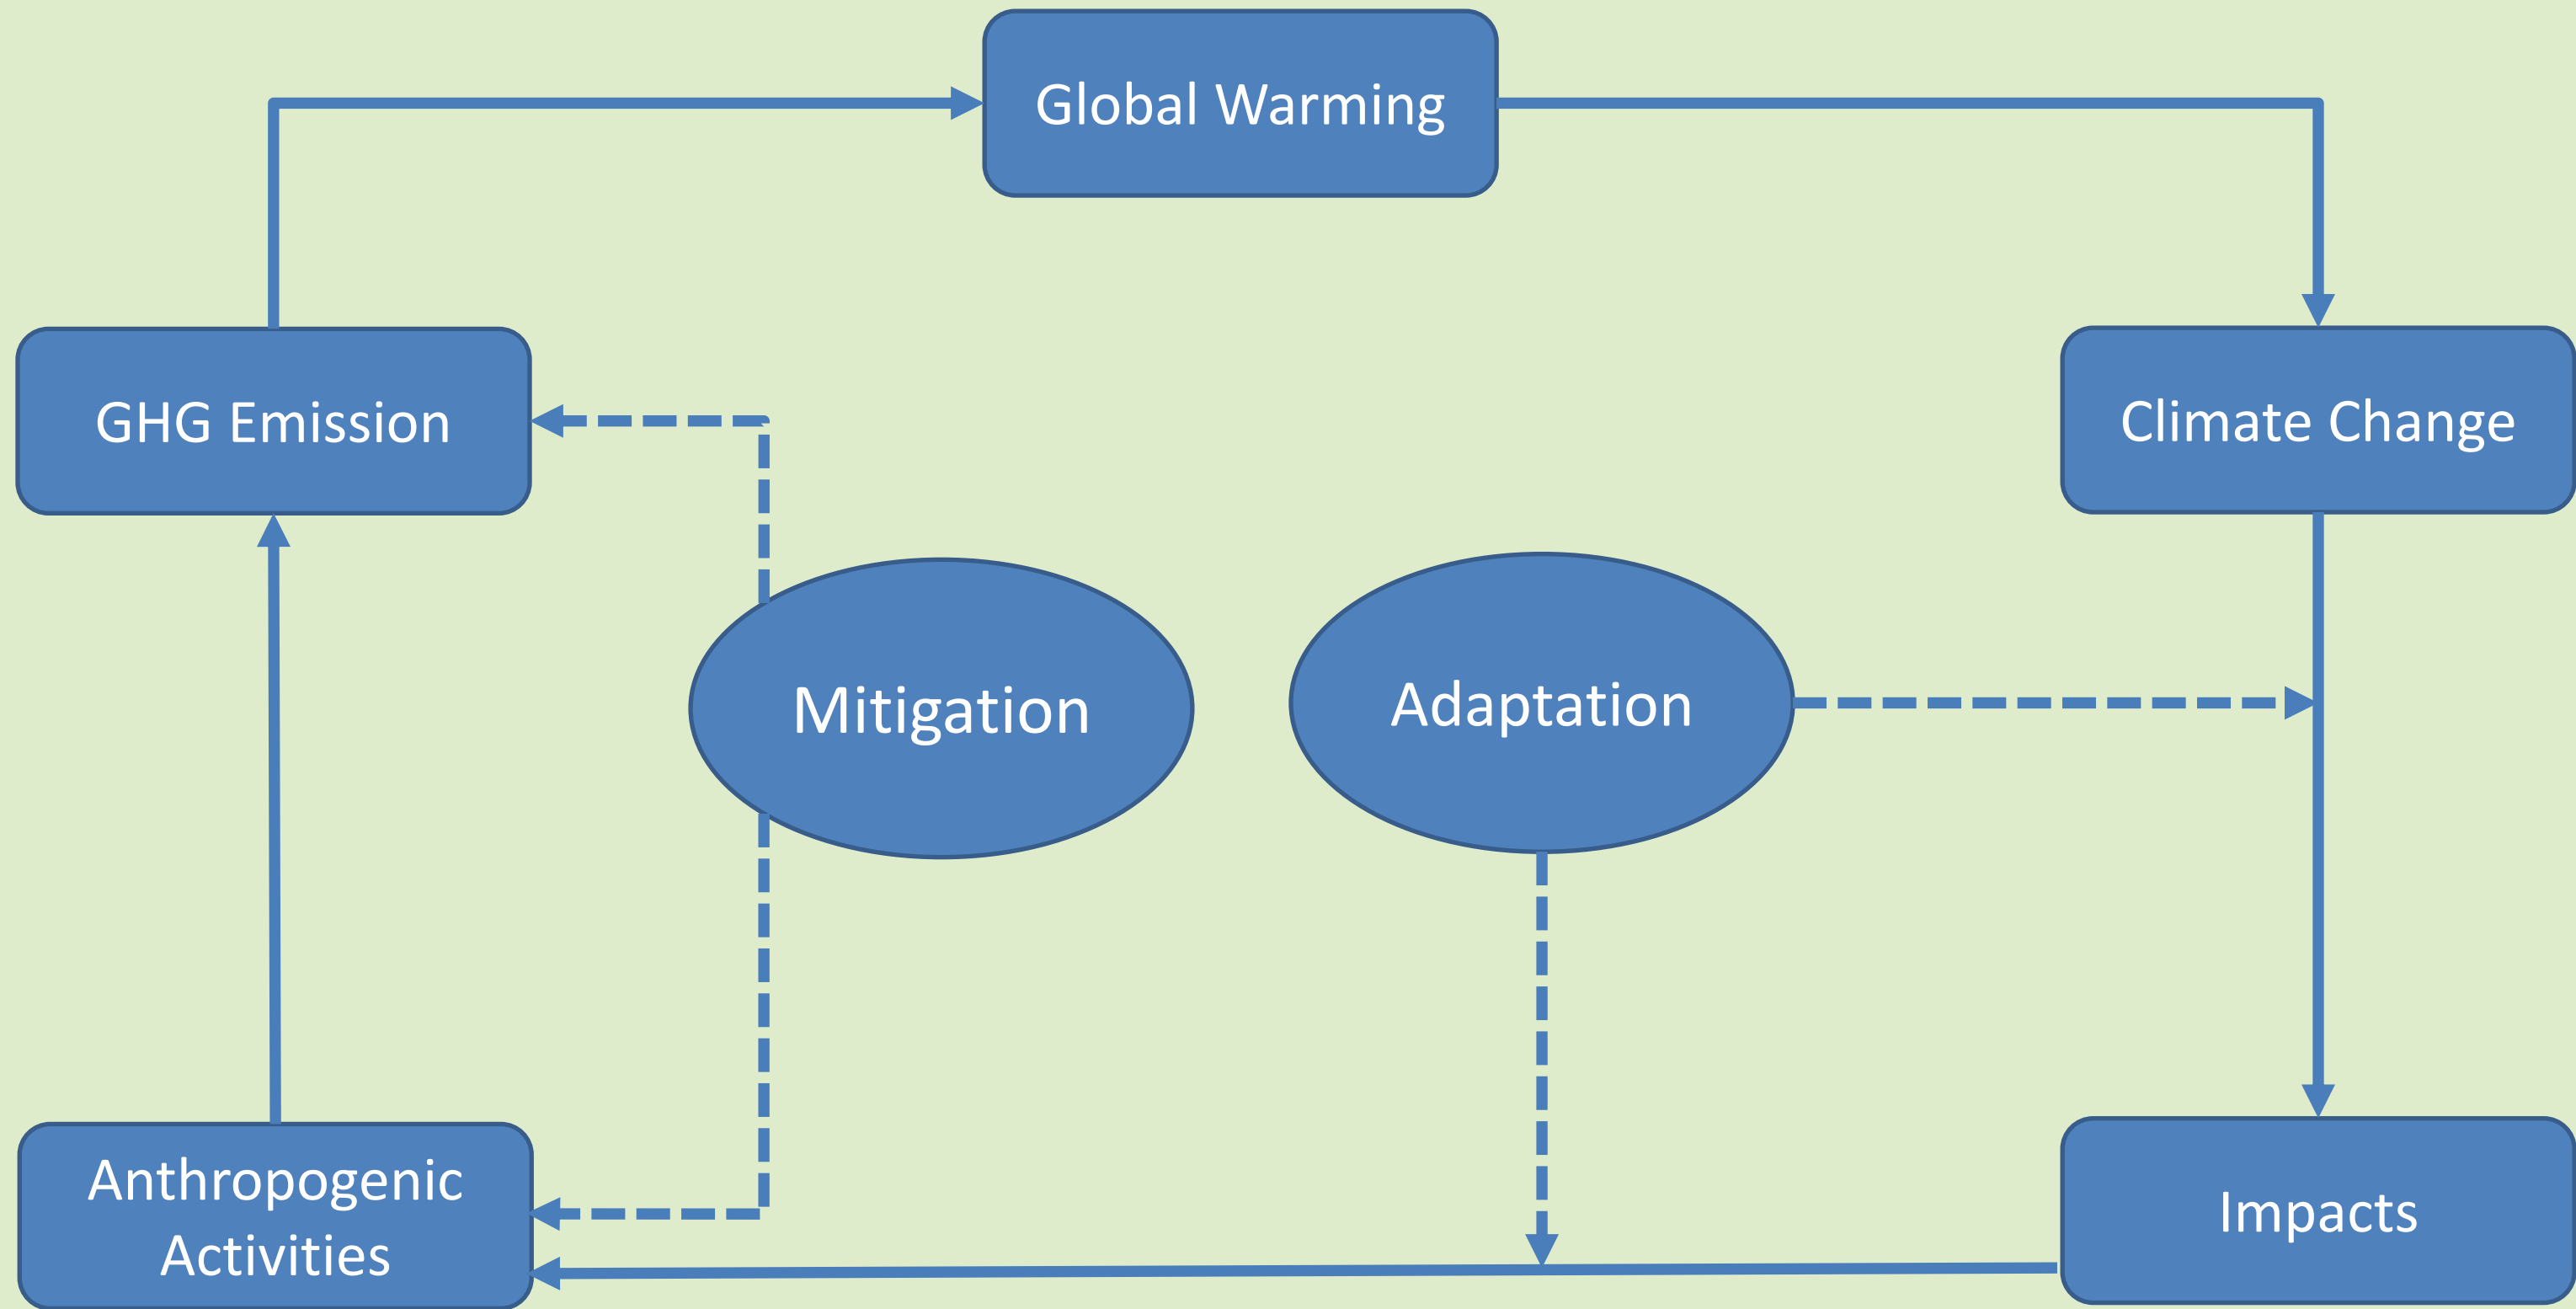 Global Warming
GHG Emission
Climate Change
Mitigation
Adaptation
Anthropogenic
Activities
Impacts